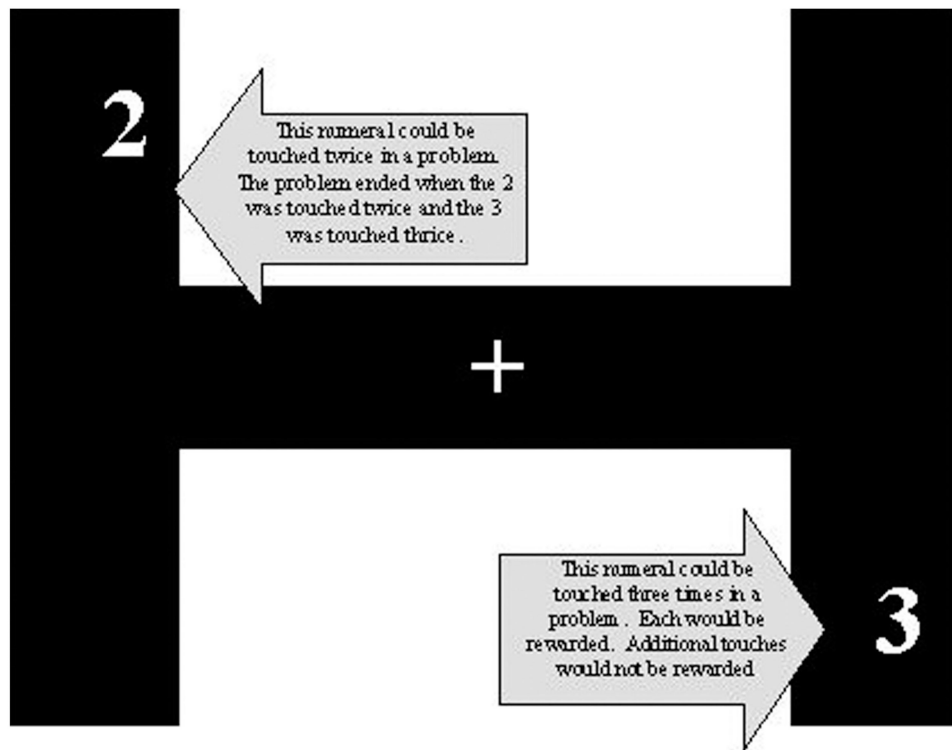 2
This numeral could be
touched twice in a problem.
The problem ended when the 2
was touched twice and the 3
was touched thrice .
+
This numeral could be
touched three times in a
problem . Each would be
rewarded. Additional touches
would not be rewarded
3